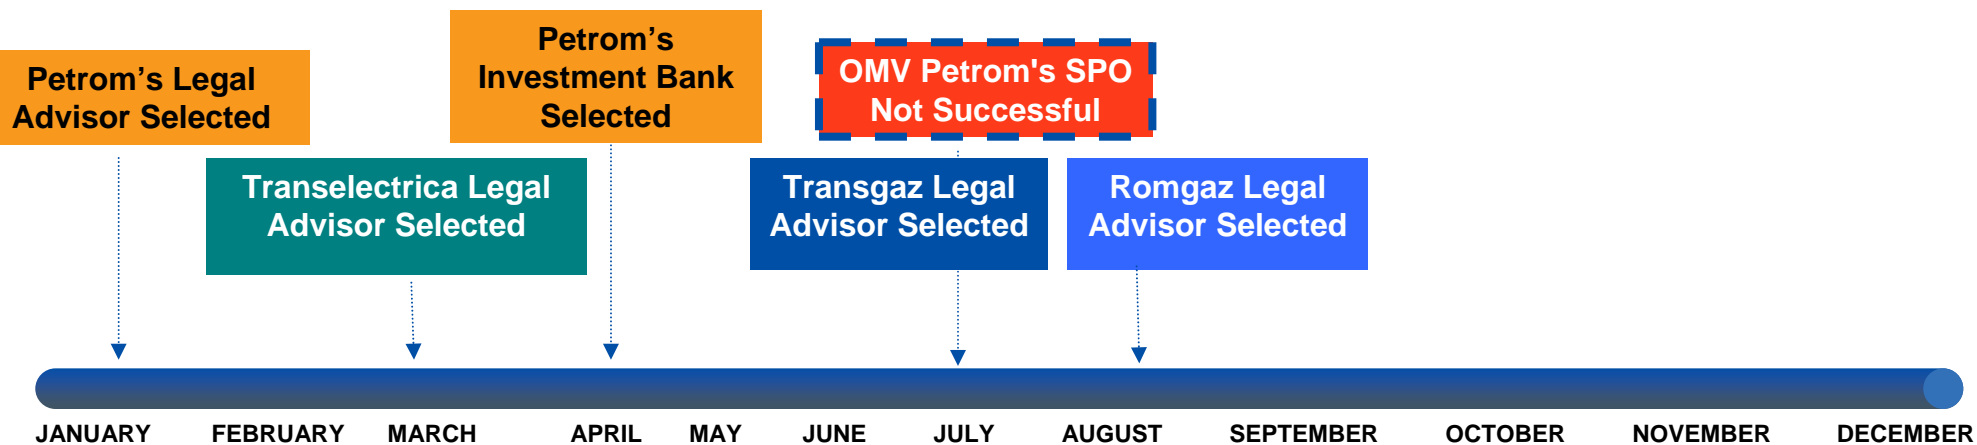 Petrom’s Legal
Advisor Selected
Transelectrica Legal
Advisor Selected
Petrom’s
Investment Bank
Selected
OMV Petrom's SPO
Not Successful
Transgaz Legal
Advisor Selected
Romgaz Legal
Advisor Selected
JANUARY FEBRUARY MARCH APRIL MAY JUNE JULY AUGUST SEPTEMBER OCTOBER NOVEMBER DECEMBER